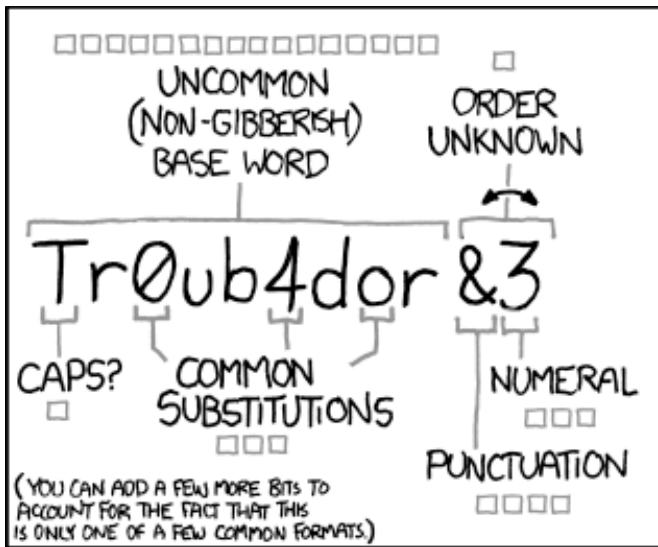 UNCOMMON
(NON-GIBBERISH)
BASE WORD
ORDER
UNKNOWN
Tr0ub4dor &3
CAPS?
COMMON
SUBSTITUTIONS
NUMERAL
PUNCTUATION
(YOU CAN ADD A FEW MORE BITS TO
ACCOUNT FOR THE FACT THAT THIS
IS ONLY ONE OF A FEW COMMON FORMATS.)